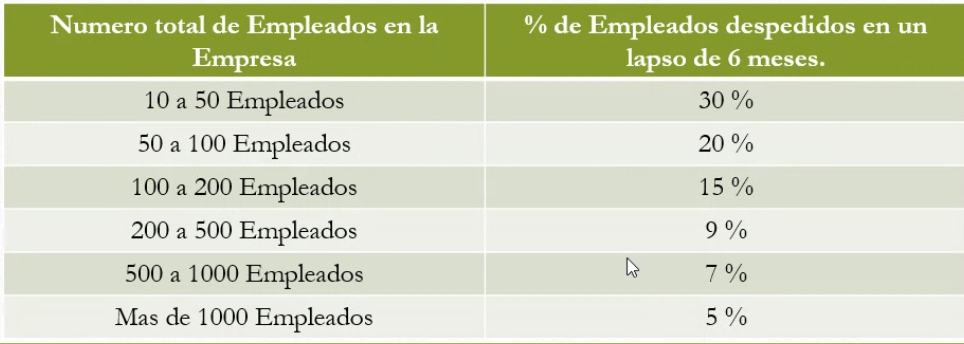 Numero total de Empleados en la
Empresa
% de Empleados despedidos en un
lapso de 6 meses.
10 a 50 Empleados
30 %
50 a 100 Empleados
20 %
100 a 200 Empleados
15 %
200 a 500 Empleados
9 %
500 a 1000 Empleados
7 %
Mas de 1000 Empleados
5 %